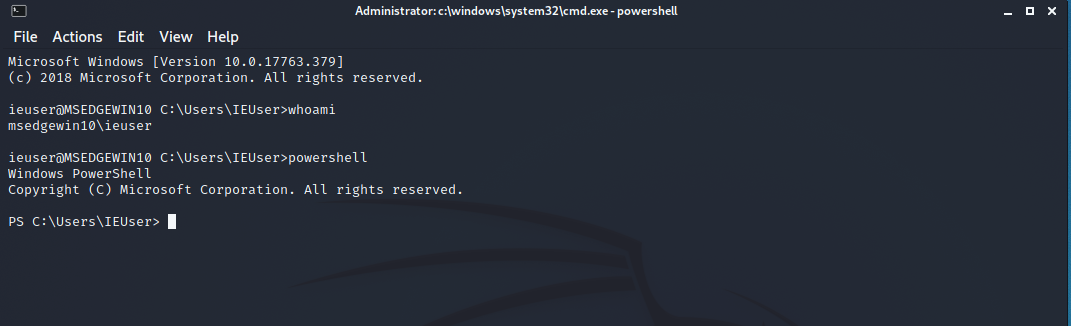 Administrator: c:\windows\system32\cmd.exe - powershell
File Actions Edit View Help
Microsoft Windows [Version 10.0.17763.379]
(c) 2018 Microsoft Corporation. All rights reserved.
ieuser@MSEDGEWIN10 C:\Users\IEUser>whoami
msedgewin10\ieuser
ieuser@MSEDGEWIN10 C:\Users\IEUser>powershell
Windows PowerShell
Copyright (C) Microsoft Corporation. All rights reserved.
PS C:\Users\IEUser>